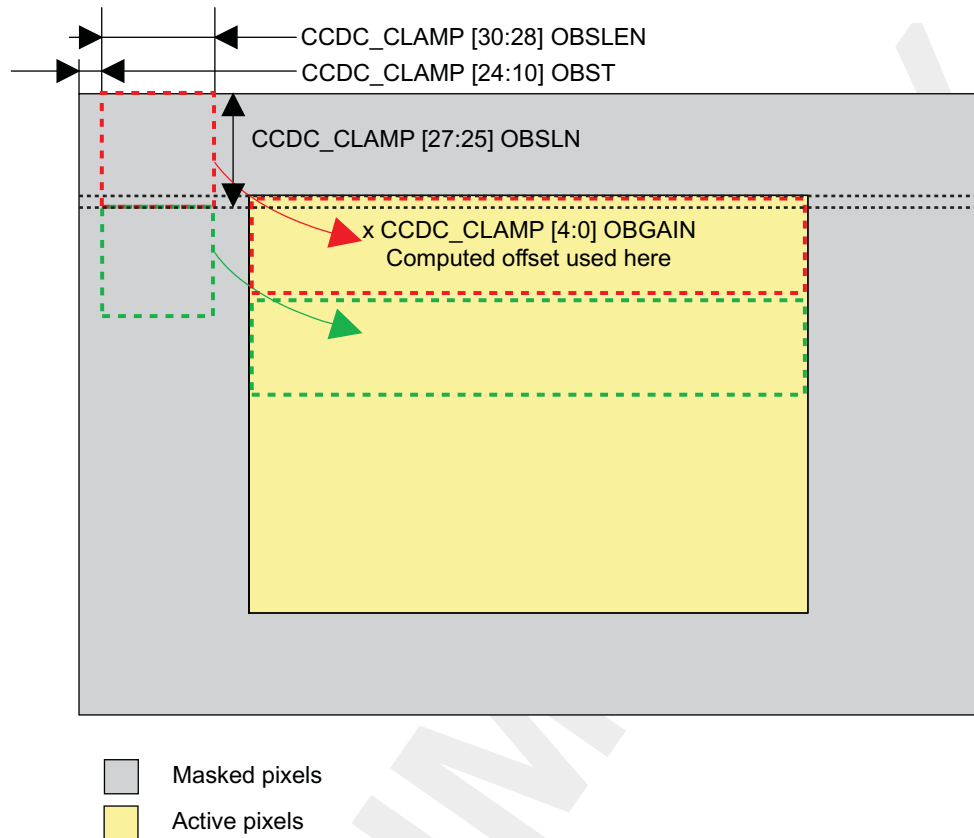 CCDC_CLAMP [30:28] OBSLEN
CCDC_CLAMP [24:10] OBST
CCDC_CLAMP [27:25] OBSLN
x CCDC_CLAMP [4:0] OBGAIN
Computed offset used here
Masked pixels
Active pixels